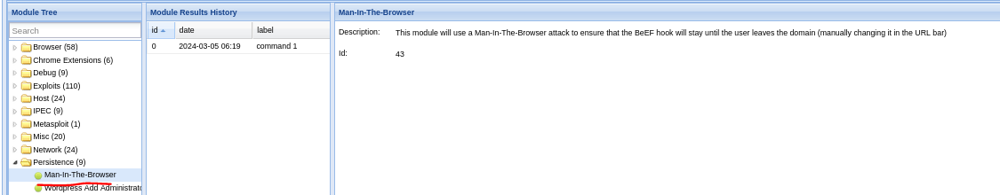 Module Tree
Search
Browser (58)
Chrome Extensions (6)
Debug (9)
Exploits (110)
Host (24)
IPEC (9)
Metasploit (1)
Misc (20)
Network (24)
Persistence (9)
Man-In-The-Browser
Wordpress Add Administrato
Module Results History
id date label
0 2024-03-05 06:19 command 1
Man-In-The-Browser
Description: This module will use a Man-In-The-Browser attack to ensure that the BeEF hook will stay until the user leaves the domain (manually changing it in the URL bar)
Id: 43